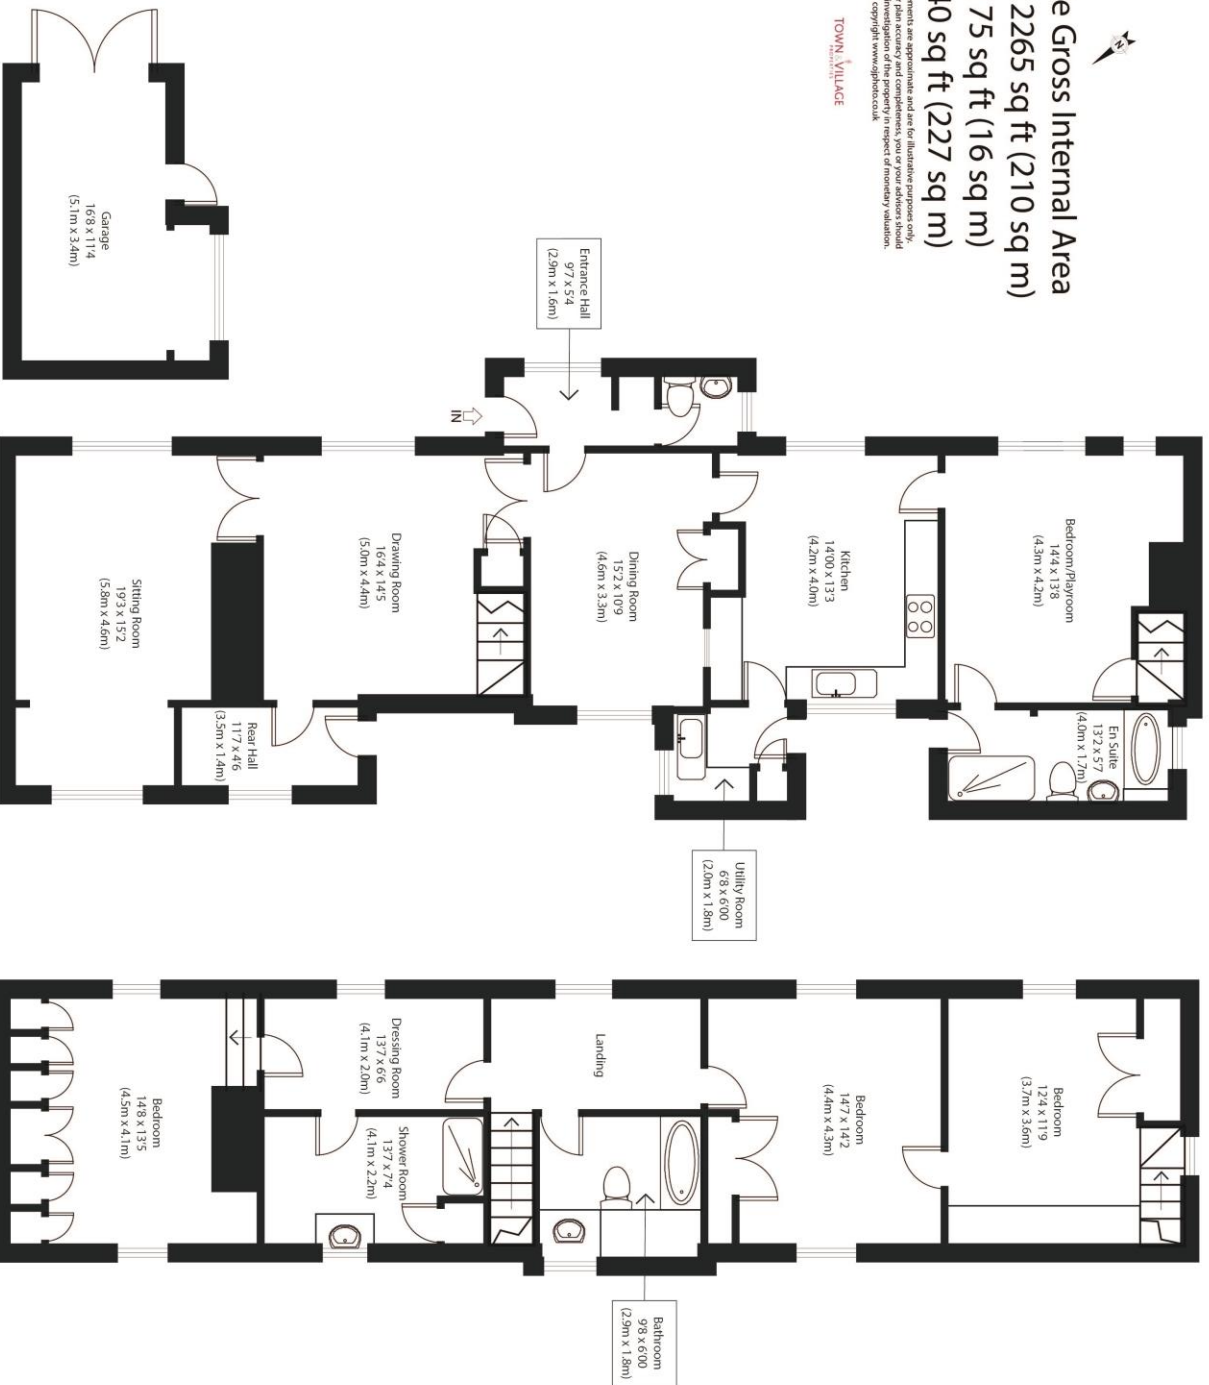 e Gross Internal Area
2265 sq ft (210 sq m)
75 sq ft (16 sq m)
40 sq ft (227 sq m)
ements are approximate and are for illustrative purposes only.
plan accuracy and completeness, you or your advisors should
investigation of the property in respect of monetary valuation.
copyright www.ojphoto.co.uk
TOWN & VILLAGE
PROPERTIES
N
Bedroom/Playroom
14'4 x 13'8
(4.3m x 4.2m)
En Suite
13'2 x 5'7
(4.0m x 1.7m)
Kitchen
14'00 x 13'3
(4.2m x 4.0m)
Utility Room
6'8 x 6'00
(2.0m x 1.8m)
Dining Room
15'2 x 10'9
(4.6m x 3.3m)
Entrance Hall
9'7 x 5'4
(2.9m x 1.6m)
IN
Drawing Room
16'4 x 14'5
(5.0m x 4.4m)
Rear Hall
11'7 x 4'6
(3.5m x 1.4m)
Sitting Room
19'3 x 15'2
(5.8m x 4.6m)
Garage
16'8 x 11'4
(5.1m x 3.4m)
Bedroom
12'4 x 11'9
(3.7m x 3.6m)
Bedroom
14'7 x 14'2
(4.4m x 4.3m)
Landing
Bathroom
9'8 x 6'00
(2.9m x 1.8m)
Dressing Room
13'7 x 6'6
(4.1m x 2.0m)
Shower Room
13'7 x 7'4
(4.1m x 2.2m)
Bedroom
14'8 x 13'5
(4.5m x 4.1m)